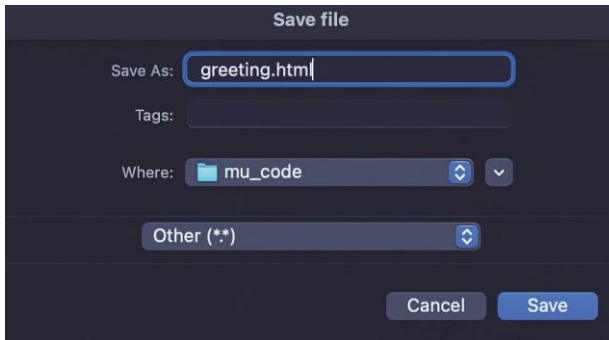 Save file
Save As: greeting.html
Tags:
Where: mu_code
Other (*.*)
Cancel Save